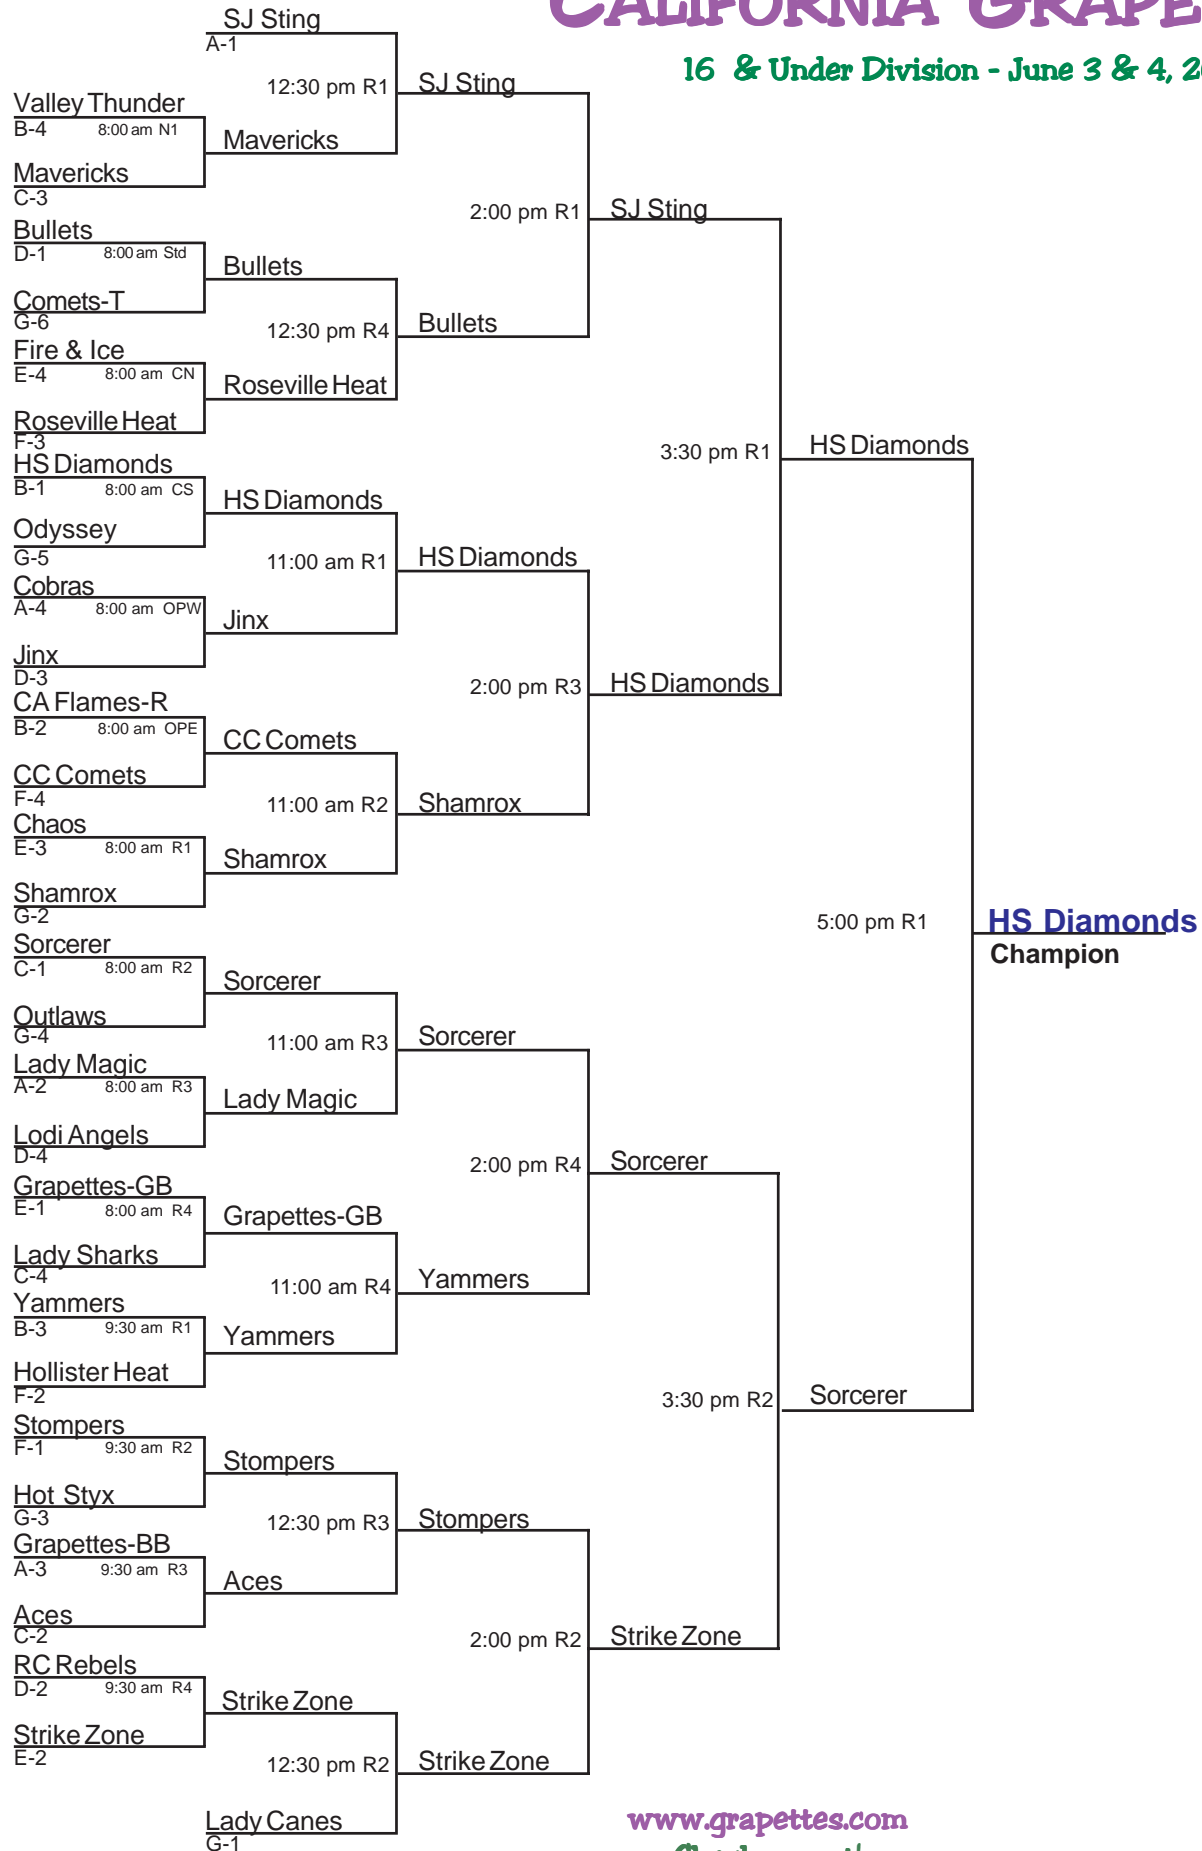 CALIFORNIA GRAPE
16 & Under Division - June 3 & 4, 2
SJ Sting
A-1
12:30 pm R1
SJ Sting
Valley Thunder
B-4 8:00 am N1
Mavericks
Mavericks
C-3
2:00 pm R1
SJ Sting
Bullets
D-1 8:00 am Std
Bullets
Comets-T
G-6
12:30 pm R4
Bullets
Fire & Ice
E-4 8:00 am CN
Roseville Heat
Roseville Heat
F-3
3:30 pm R1
HS Diamonds
HS Diamonds
B-1 8:00 am CS
HS Diamonds
Odyssey
G-5
11:00 am R1
HS Diamonds
Cobras
A-4 8:00 am OPW
Jinx
Jinx
D-3
2:00 pm R3
HS Diamonds
CA Flames-R
B-2 8:00 am OPE
CC Comets
CC Comets
F-4
11:00 am R2
Shamrox
Chaos
E-3 8:00 am R1
Shamrox
Shamrox
G-2
5:00 pm R1
HS Diamonds
Champion
Sorcerer
C-1 8:00 am R2
Sorcerer
Outlaws
G-4
11:00 am R3
Sorcerer
Lady Magic
A-2 8:00 am R3
Lady Magic
Lodi Angels
D-4
2:00 pm R4
Sorcerer
Grapettes-GB
E-1 8:00 am R4
Grapettes-GB
Lady Sharks
C-4
11:00 am R4
Yammers
Yammers
B-3 9:30 am R1
Yammers
Hollister Heat
F-2
3:30 pm R2
Sorcerer
Stompers
F-1 9:30 am R2
Stompers
Hot Styx
G-3
12:30 pm R3
Stompers
Grapettes-BB
A-3 9:30 am R3
Aces
Aces
C-2
2:00 pm R2
Strike Zone
RC Rebels
D-2 9:30 am R4
Strike Zone
Strike Zone
E-2
12:30 pm R2
Strike Zone
Lady Canes
G-1
www.grapettes.com